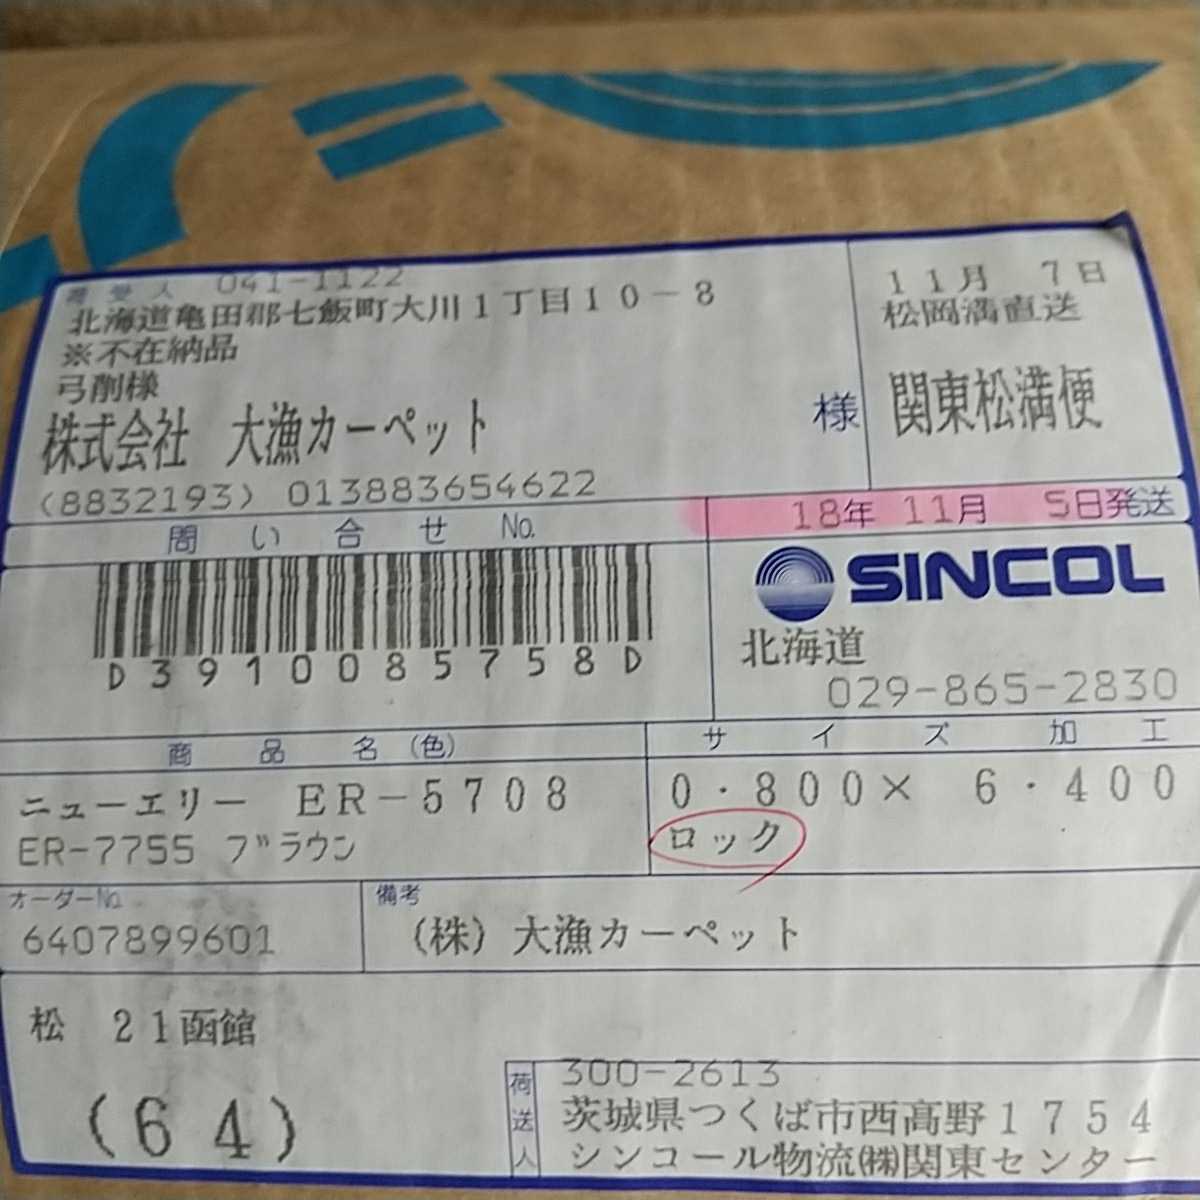 荷受人 041-1122
北海道亀田郡七飯町大川1丁目10-8
※不在納品
弓削様
株式会社 大漁カーペット 様
(8832193) 013883654622
11月 7日
松岡満直送
関東松満便
18年 11月 5日発送
問い合せ No.
D3910085758D
SINCOL
北海道
029-865-2830
商品名(色)
ニューエリー ER-5708
ER-7755 ブラウン
サイズ 加工
0.800× 6.400
ロック
オーダーNo.
6407899601
備考
(株)大漁カーペット
松 21函館
(64)
荷送人
300-2613
茨城県つくば市西高野1754
シンコール物流㈱関東センター